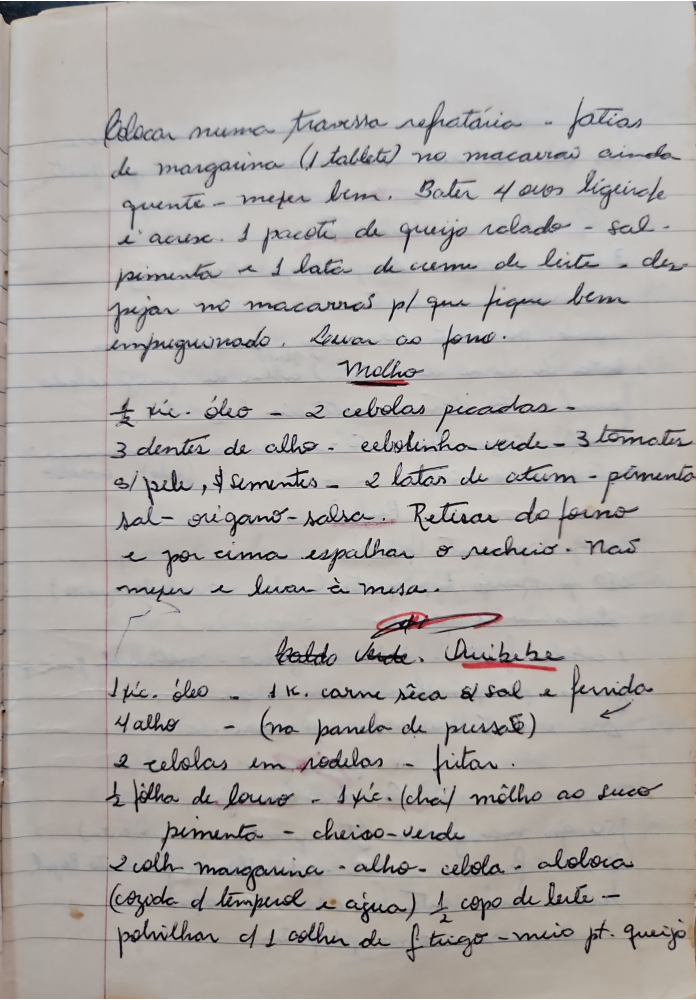 Colocar numa travessa refratária - fatias
de margarina (1 tablete) no macarrão ainda
quente - mexer bem. Bater 4 ovos ligeirate
e acresc. 1 pacote de queijo ralado - sal -
pimenta e 1 lata de creme de leite - des
pejar no macarrão p/ que fique bem
empregunado. Levar ao forno.
Molho
1/2 xíc. óleo - 2 cebolas picadas -
3 dentes de alho - cebolinha verde - 3 tomates
s/ pele, s/ sementes - 2 latas de atum - pimenta
sal - orégano - salsa. Retirar do forno
e por cima espalhar o recheio. Não
mexer e levar à mesa.
Caldo Verde. Quibebe
1 xíc. óleo - 1 K. carne sêca s/ sal e fervida
4 alho - (na panela de pressão)
2 cebolas em rodelas - fritar.
1/2 fôlha de louro - 1 xíc. (chá) môlho ao suco
pimenta - cheiro-verde
2 colh margarina - alho - cebola - abobora
(cozida c/ tempero e água) 1/2 copo de leite -
polvilhar c/ 1 colher de f trigo - meio pt. queijo